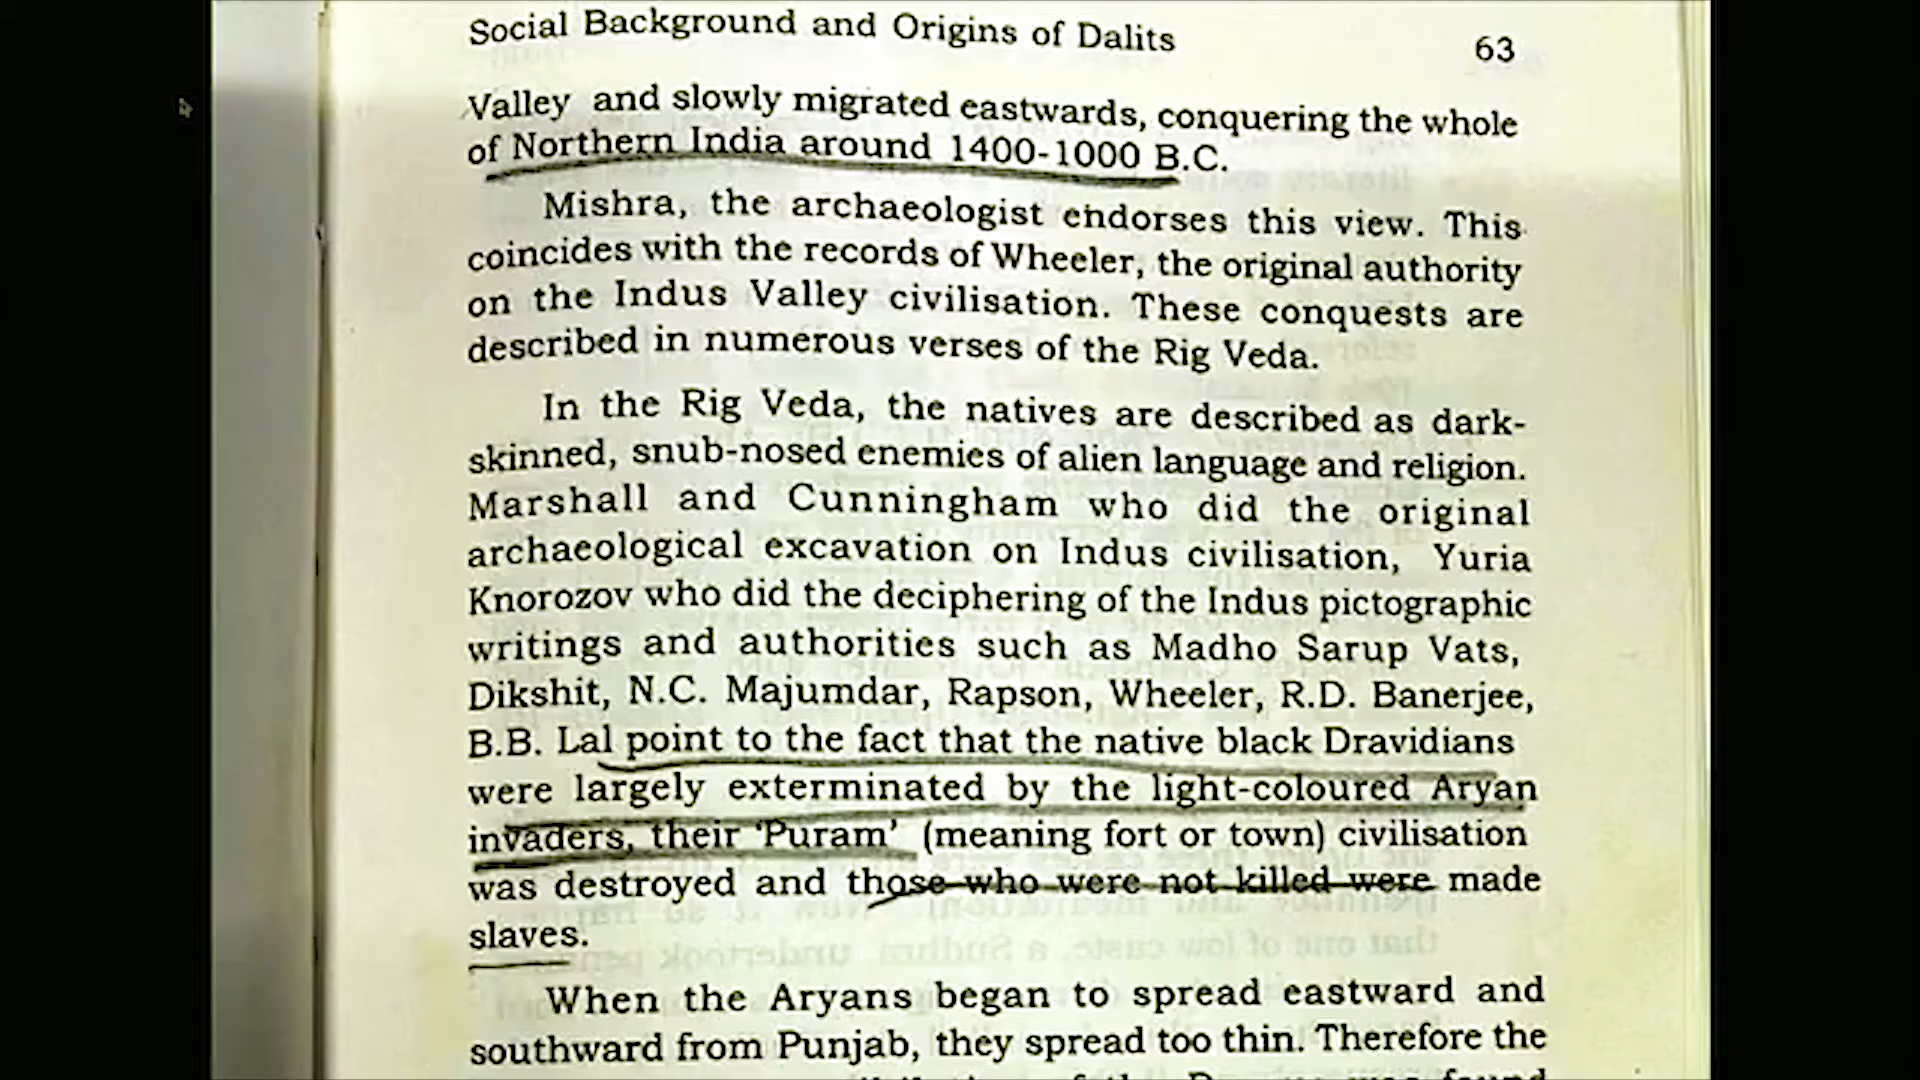 Social Background and Origins of Dalits 63
Valley and slowly migrated eastwards, conquering the whole
of Northern India around 1400-1000 B.C.
Mishra, the archaeologist endorses this view. This
coincides with the records of Wheeler, the original authority
on the Indus Valley civilisation. These conquests are
described in numerous verses of the Rig Veda.
In the Rig Veda, the natives are described as dark-
skinned, snub-nosed enemies of alien language and religion.
Marshall and Cunningham who did the original
archaeological excavation on Indus civilisation, Yuria
Knorozov who did the deciphering of the Indus pictographic
writings and authorities such as Madho Sarup Vats,
Dikshit, N.C. Majumdar, Rapson, Wheeler, R.D. Banerjee,
B.B. Lal point to the fact that the native black Dravidians
were largely exterminated by the light-coloured Aryan
invaders, their ‘Puram’ (meaning fort or town) civilisation
was destroyed and those who were not killed were made
slaves.
When the Aryans began to spread eastward and
southward from Punjab, they spread too thin. Therefore the